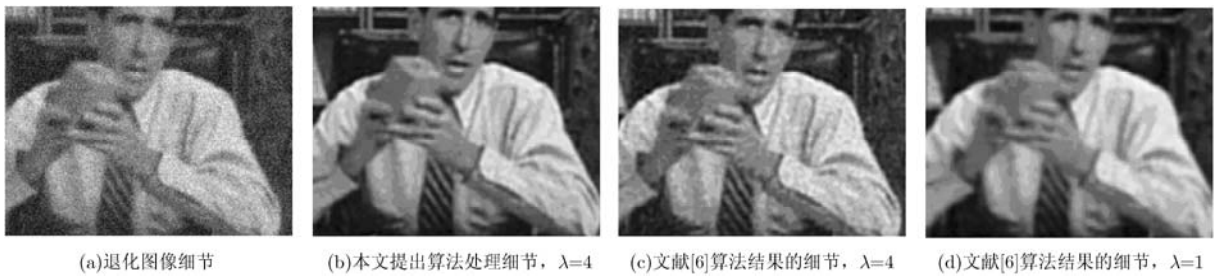 (a)退化图像细节
(b)本文提出算法处理细节，λ=4
(c)文献[6]算法结果的细节，λ=4
(d)文献[6]算法结果的细节，λ=1